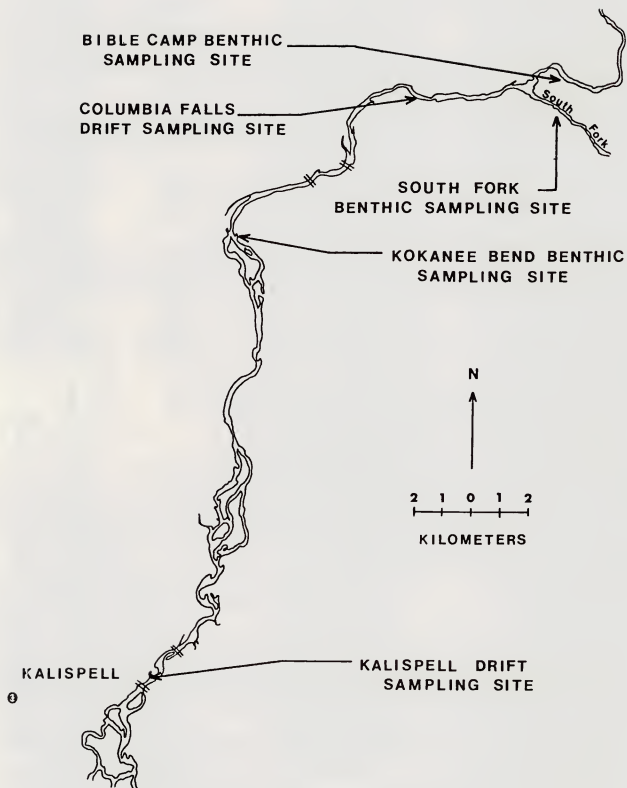 BIBLE CAMP BENTHIC
SAMPLING SITE
COLUMBIA FALLS
DRIFT SAMPLING SITE
South
Fork
SOUTH FORK
BENTHIC SAMPLING SITE
KOKANEE BEND BENTHIC
SAMPLING SITE
N
2 1 0 1 2
KILOMETERS
KALISPELL
KALISPELL DRIFT
SAMPLING SITE